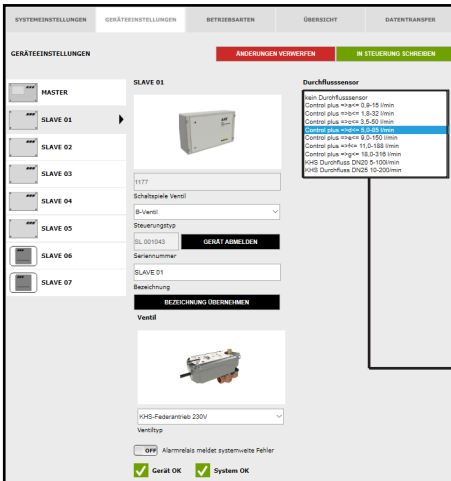 SYSTEMEINSTELLUNGEN GERÄTEEINSTELLUNGEN BETRIEBSARTEN ÜBERSICHT DATENTRANSFER
GERÄTEEINSTELLUNGEN
ÄNDERUNGEN VERWERFEN
IN STEUERUNG SCHREIBEN
MASTER
SLAVE 01
SLAVE 02
SLAVE 03
SLAVE 04
SLAVE 05
SLAVE 06
SLAVE 07
SLAVE 01
1177
Schaltspiele Ventil
B-Ventil
Steuerungstyp
SL 001043
GERÄT ABMELDEN
Seriennummer
SLAVE 01
Bezeichnung
BEZEICHNUNG ÜBERNEHMEN
Ventil
KHS-Federantrieb 230V
Ventiltyp
OFF Alarmrelais meldet systemweite Fehler
Gerät OK
System OK
Durchflusssensor
kein Durchflusssensor
Control plus =>a<= 0,9-15 l/min
Control plus =>b<= 1,8-32 l/min
Control plus =>c<= 3,5-50 l/min
Control plus =>d<= 5,0-85 l/min
Control plus =>e<= 9,0-150 l/min
Control plus =>f<= 11,0-188 l/min
Control plus =>g<= 18,0-316 l/min
KHS Durchfluss DN20 5-100l/min
KHS Durchfluss DN25 10-200/min